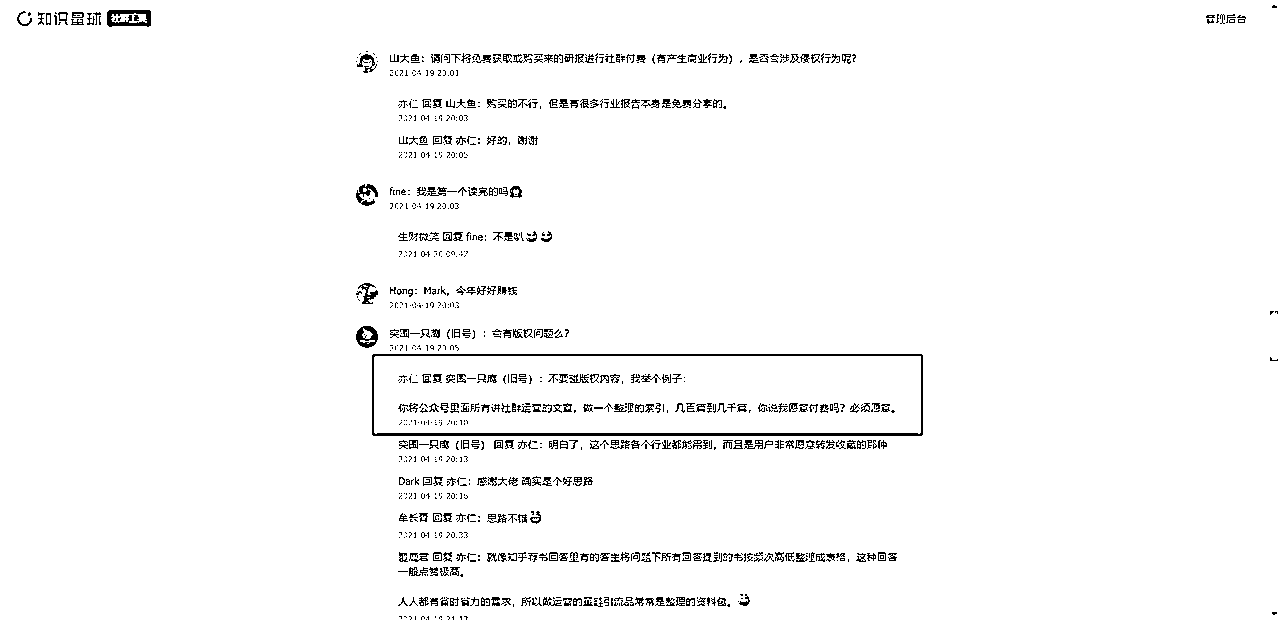 知识星球 社群工具
管理后台
山大鱼：请问下将免费获取或购买来的研报进行社群付费（有产生商业行为），是否会涉及侵权行为呢？
2021-04-19 20:01
亦仁 回复 山大鱼：购买的不行，但是有很多行业报告本身是免费分享的。
2021-04-19 20:03
山大鱼 回复 亦仁：好的，谢谢
2021-04-19 20:05
fine：我是第一个读完的吗
2021-04-19 20:03
生财微笑 回复 fine：不是趴
2021-04-20 09:42
Rong：Mark，今年好好赚钱
2021-04-19 20:03
突围一只鹰（旧号）：会有版权问题么？
2021-04-19 20:05
亦仁 回复 突围一只鹰（旧号）：不要碰版权内容，我举个例子：
你将公众号里面所有讲社群运营的文章，做一个整理的索引，几百篇到几千篇，你说我愿意付费吗？必须愿意。
2021-04-19 20:10
突围一只鹰（旧号） 回复 亦仁：明白了，这个思路各个行业都能用到，而且是用户非常愿意转发收藏的那种
2021-04-19 20:13
Dark 回复 亦仁：感谢大佬 确实是个好思路
2021-04-19 20:16
牟长青 回复 亦仁：思路不错
2021-04-19 20:33
鹿君 回复 亦仁：就像知乎荐书回答里有的答主将问题下所有回答提到的书按频次高低整理成表格，这种回答
一般点赞极高。
人人都有省时省力的需求，所以做运营的 引流品常常是整理的资料包。